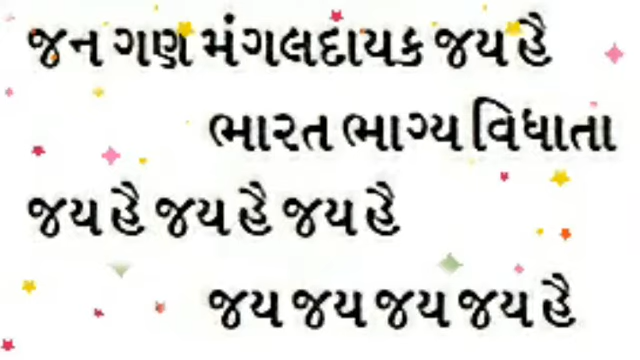 જન ગણ મંગલદાયક જય હૈ
ભારત ભાગ્ય વિધાતા
જય હૈ જય હૈ જય હૈ
જય જય જય જય હૈ